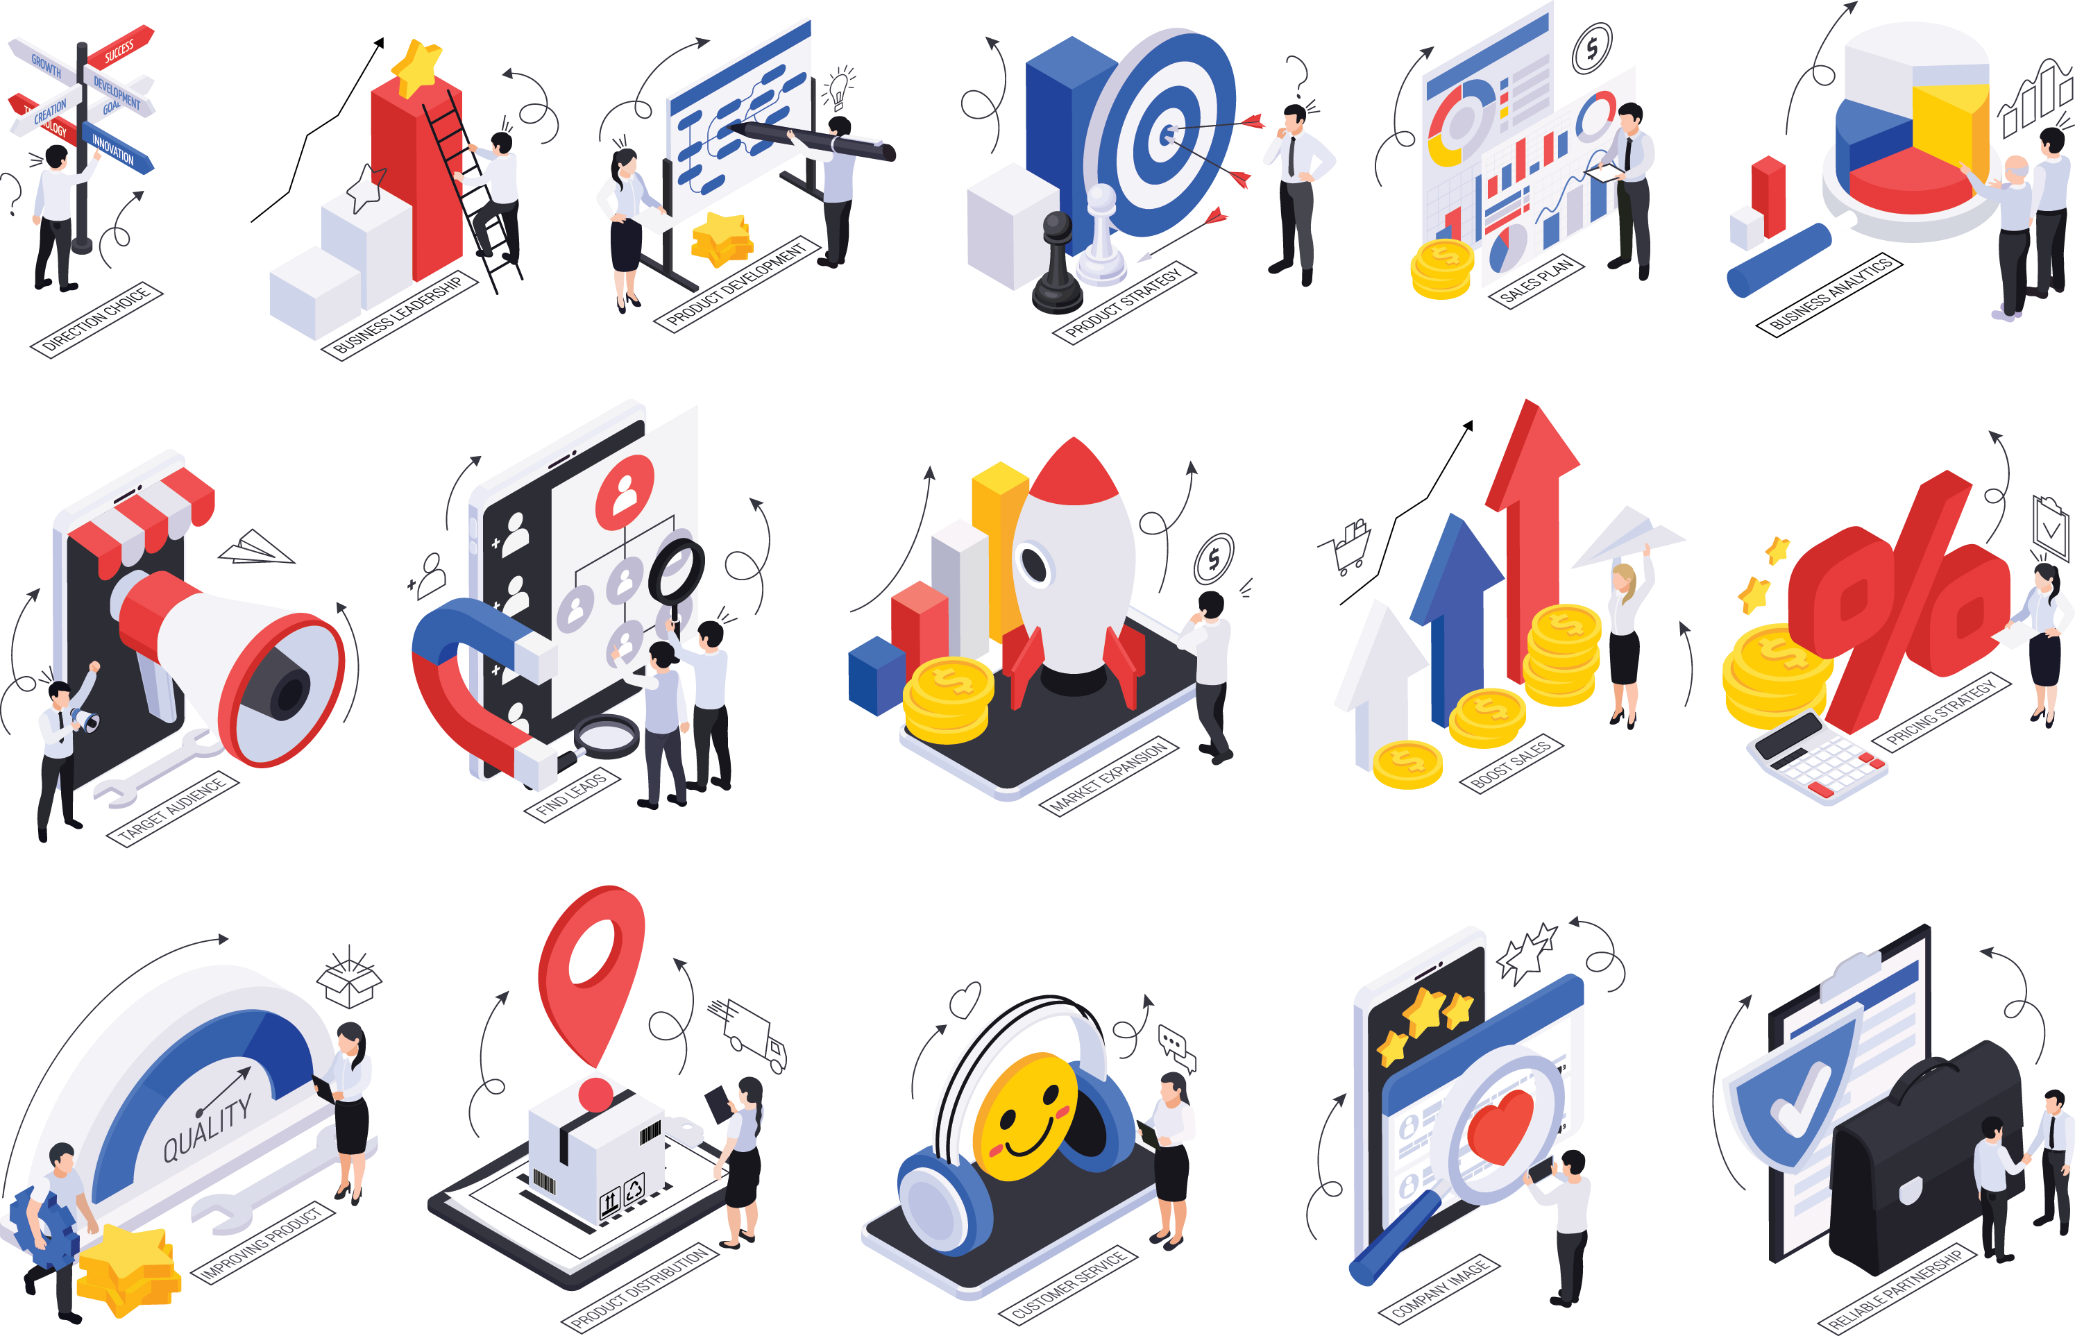 SUCCESS
GROWTH
DEVELOPMENT
GOAL
CREATION
INNOVATION
DIRECTION CHOICE
BUSINESS LEADERSHIP
PRODUCT DEVELOPMENT
PRODUCT STRATEGY
SALES PLAN
BUSINESS ANALYTICS
TARGET AUDIENCE
FIND LEADS
MARKET EXPANSION
BOOST SALES
PRICING STRATEGY
QUALITY
IMPROVING PRODUCT
PRODUCT DISTRIBUTION
CUSTOMER SERVICE
COMPANY IMAGE
RELIABLE PARTNERSHIP